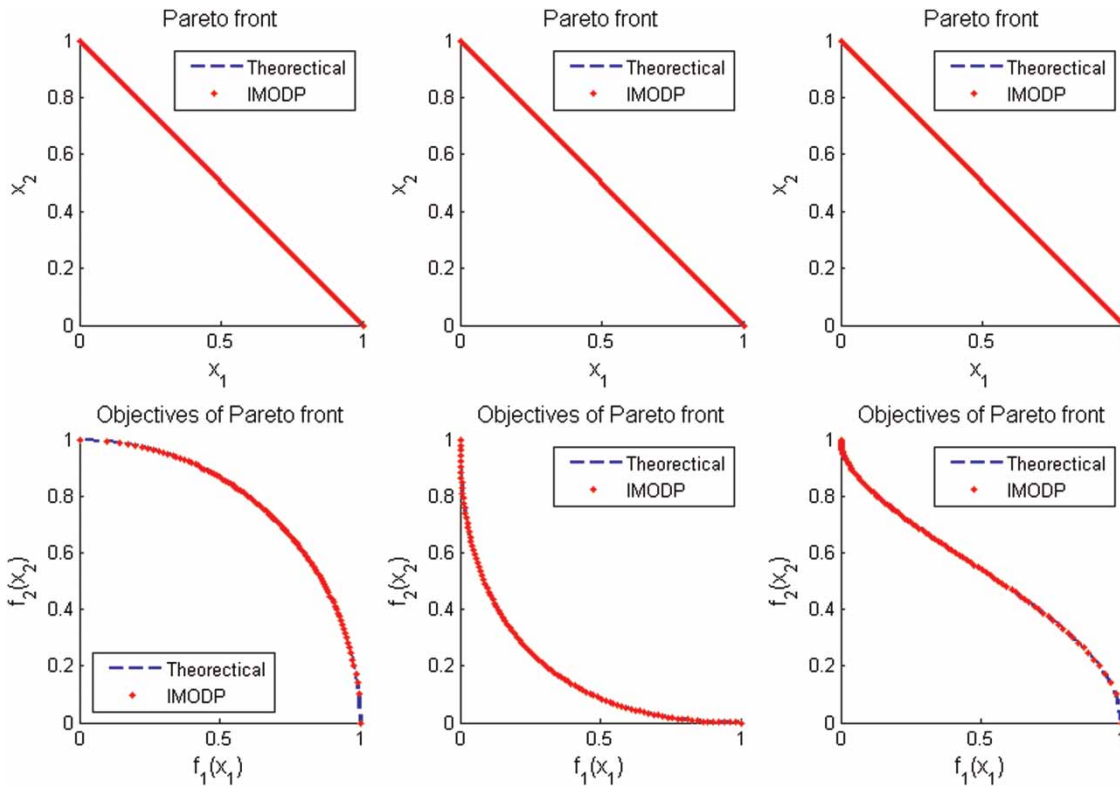 Pareto front
Theorectical
IMODP
1
0.8
0.6
0.4
0.2
0
x2
0
0.5
1
x1
Pareto front
Theorectical
IMODP
1
0.8
0.6
0.4
0.2
0
x2
0
0.5
1
x1
Pareto front
Theorectical
IMODP
1
0.8
0.6
0.4
0.2
0
x2
0
0.5
1
x1
Objectives of Pareto front
Theorectical
IMODP
1
0.8
0.6
0.4
0.2
0
f2(x2)
0
0.5
1
f1(x1)
Objectives of Pareto front
Theorectical
IMODP
1
0.8
0.6
0.4
0.2
0
f2(x2)
0
0.5
1
f1(x1)
Objectives of Pareto front
Theorectical
IMODP
1
0.8
0.6
0.4
0.2
0
f2(x2)
0
0.5
1
f1(x1)